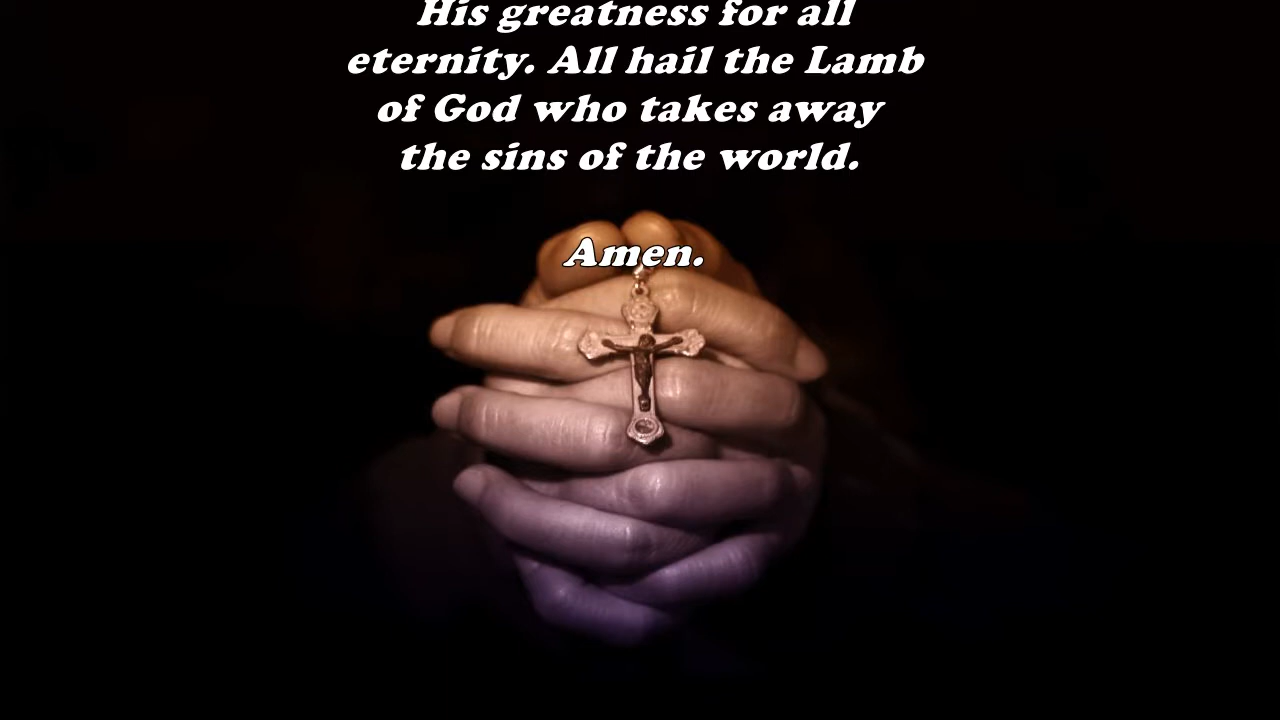 His greatness for all
eternity. All hail the Lamb
of God who takes away
the sins of the world.
Amen.